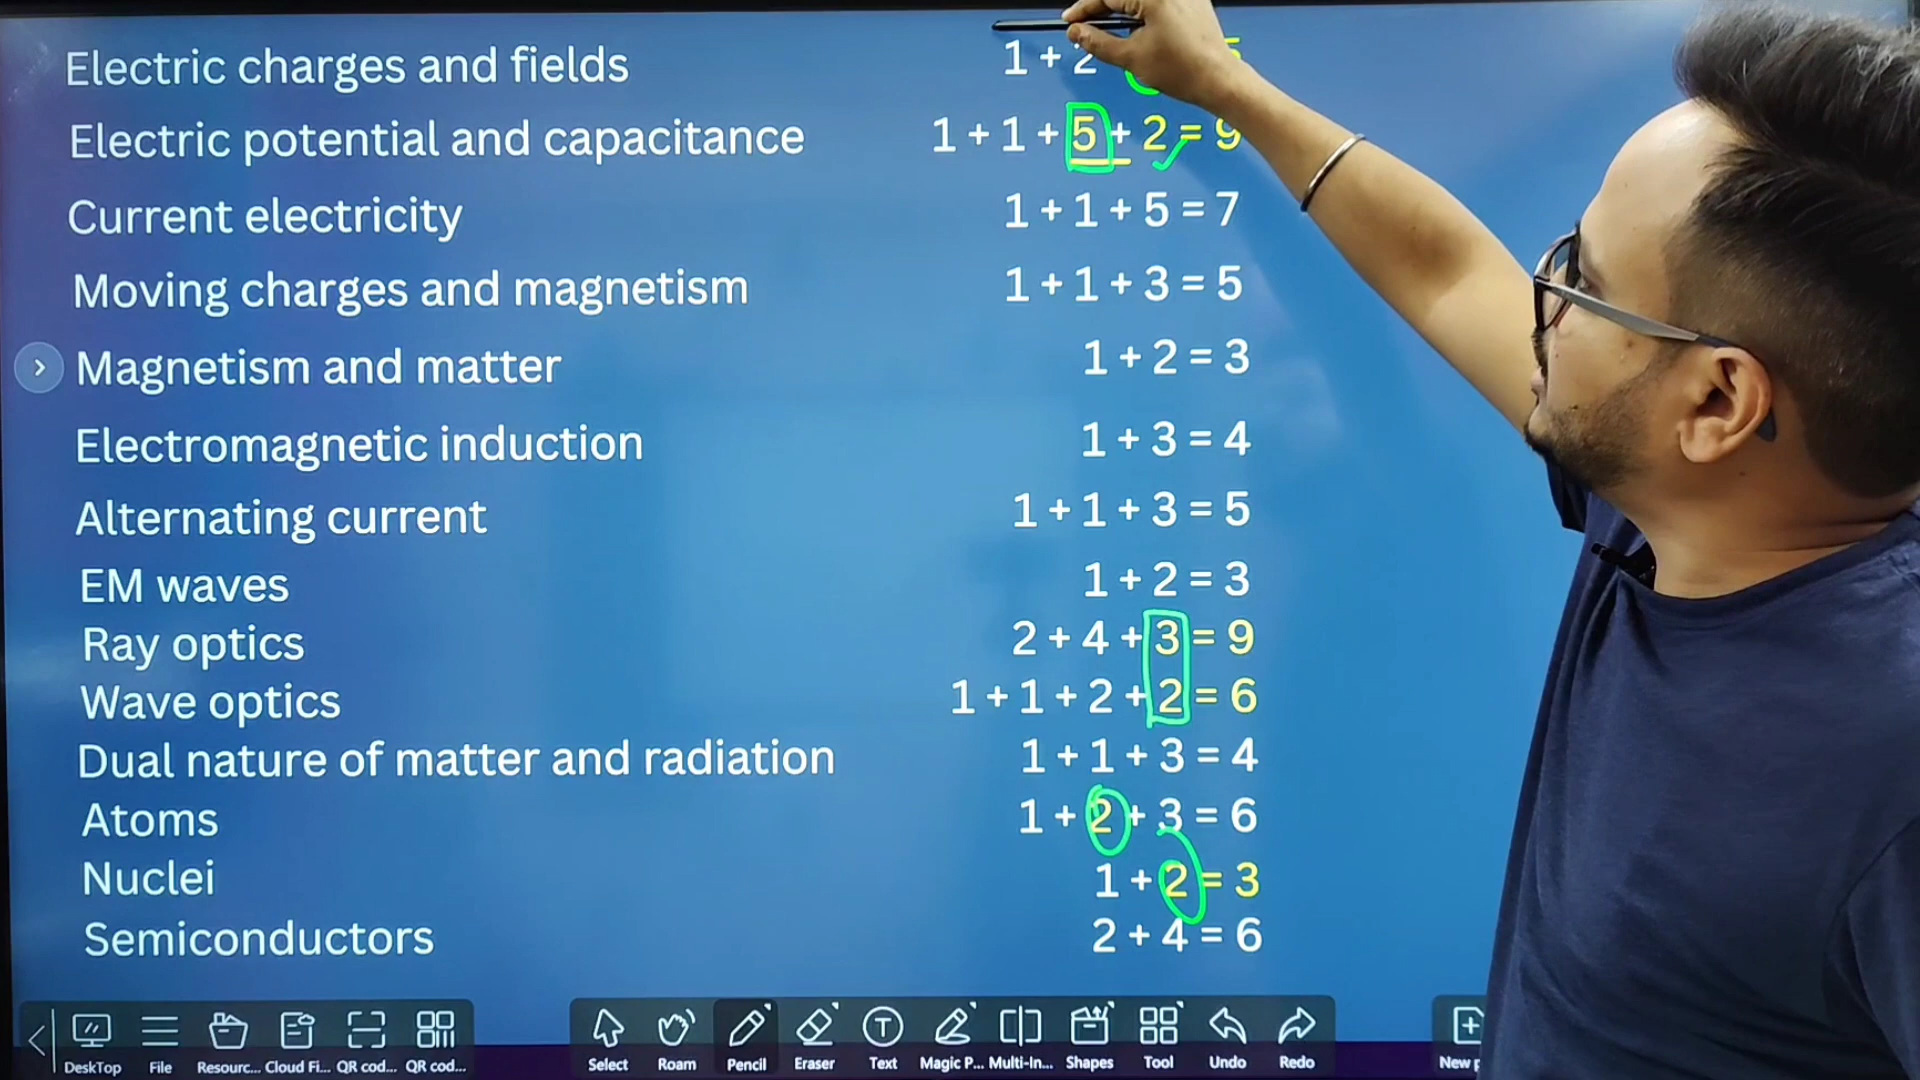 Electric charges and fields 1 + 2 5
Electric potential and capacitance 1 + 1 + 5 + 2 = 9
Current electricity 1 + 1 + 5 = 7
Moving charges and magnetism 1 + 1 + 3 = 5
Magnetism and matter 1 + 2 = 3
Electromagnetic induction 1 + 3 = 4
Alternating current 1 + 1 + 3 = 5
EM waves 1 + 2 = 3
Ray optics 2 + 4 + 3 = 9
Wave optics 1 + 1 + 2 + 2 = 6
Dual nature of matter and radiation 1 + 1 + 3 = 4
Atoms 1 + 2 + 3 = 6
Nuclei 1 + 2 = 3
Semiconductors 2 + 4 = 6
DeskTop File Resourc... Cloud Fi... QR cod... QR cod... Select Roam Pencil Eraser Text Magic P... Multi-In... Shapes Tool Undo Redo New